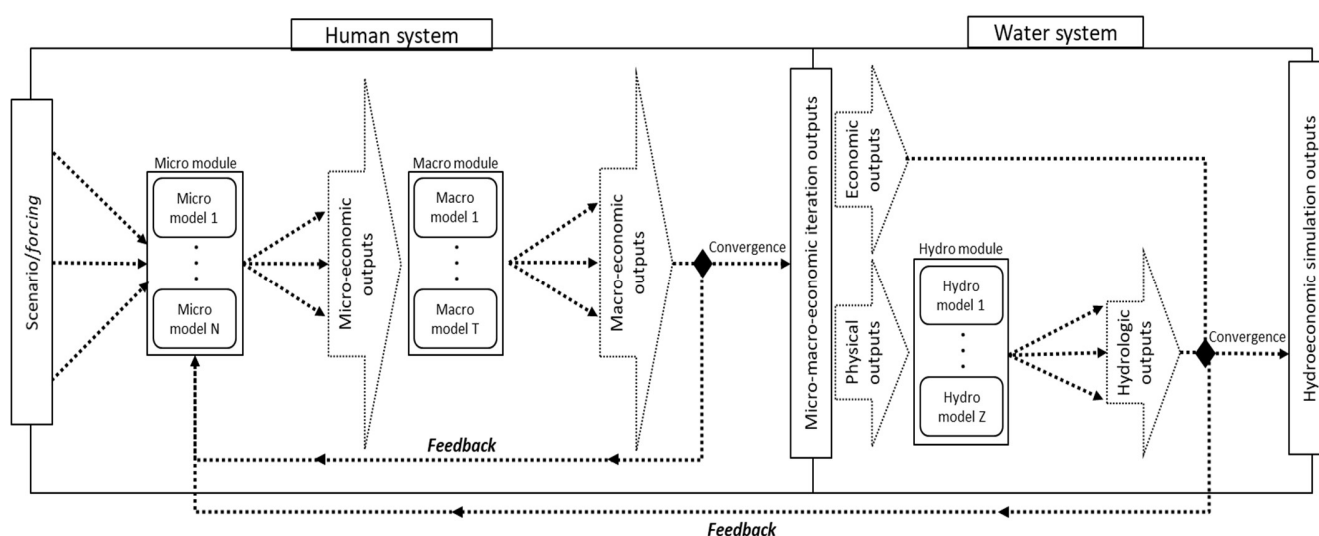 Human system
Water system
Scenario/forcing
Micro module
Micro
model 1
Micro
model N
Micro-economic
outputs
Macro module
Macro
model 1
Macro
model T
Macro-economic
outputs
Convergence
Feedback
Micro-macro-economic iteration outputs
Economic
outputs
Physical
outputs
Hydro module
Hydro
model 1
Hydro
model Z
Hydrologic
outputs
Convergence
Feedback
Hydroeconomic simulation outputs